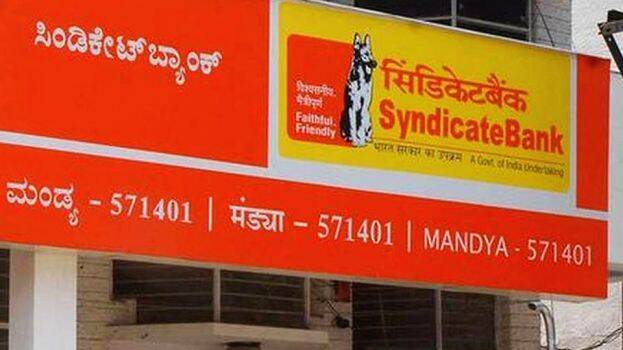 ಸಿಂಡಿಕೇಟ್‌ಬ್ಯಾಂಕ್
विश्वसनीय.
मैत्रीपूर्ण
Faithful.
Friendly
सिंडिकेटबैंक
SyndicateBank
भारत सरकार का उपक्रम A Govt. of India Undertaking
ಮಂಡ್ಯ - 571401 | मंड्या - 571401 | MANDYA - 571401